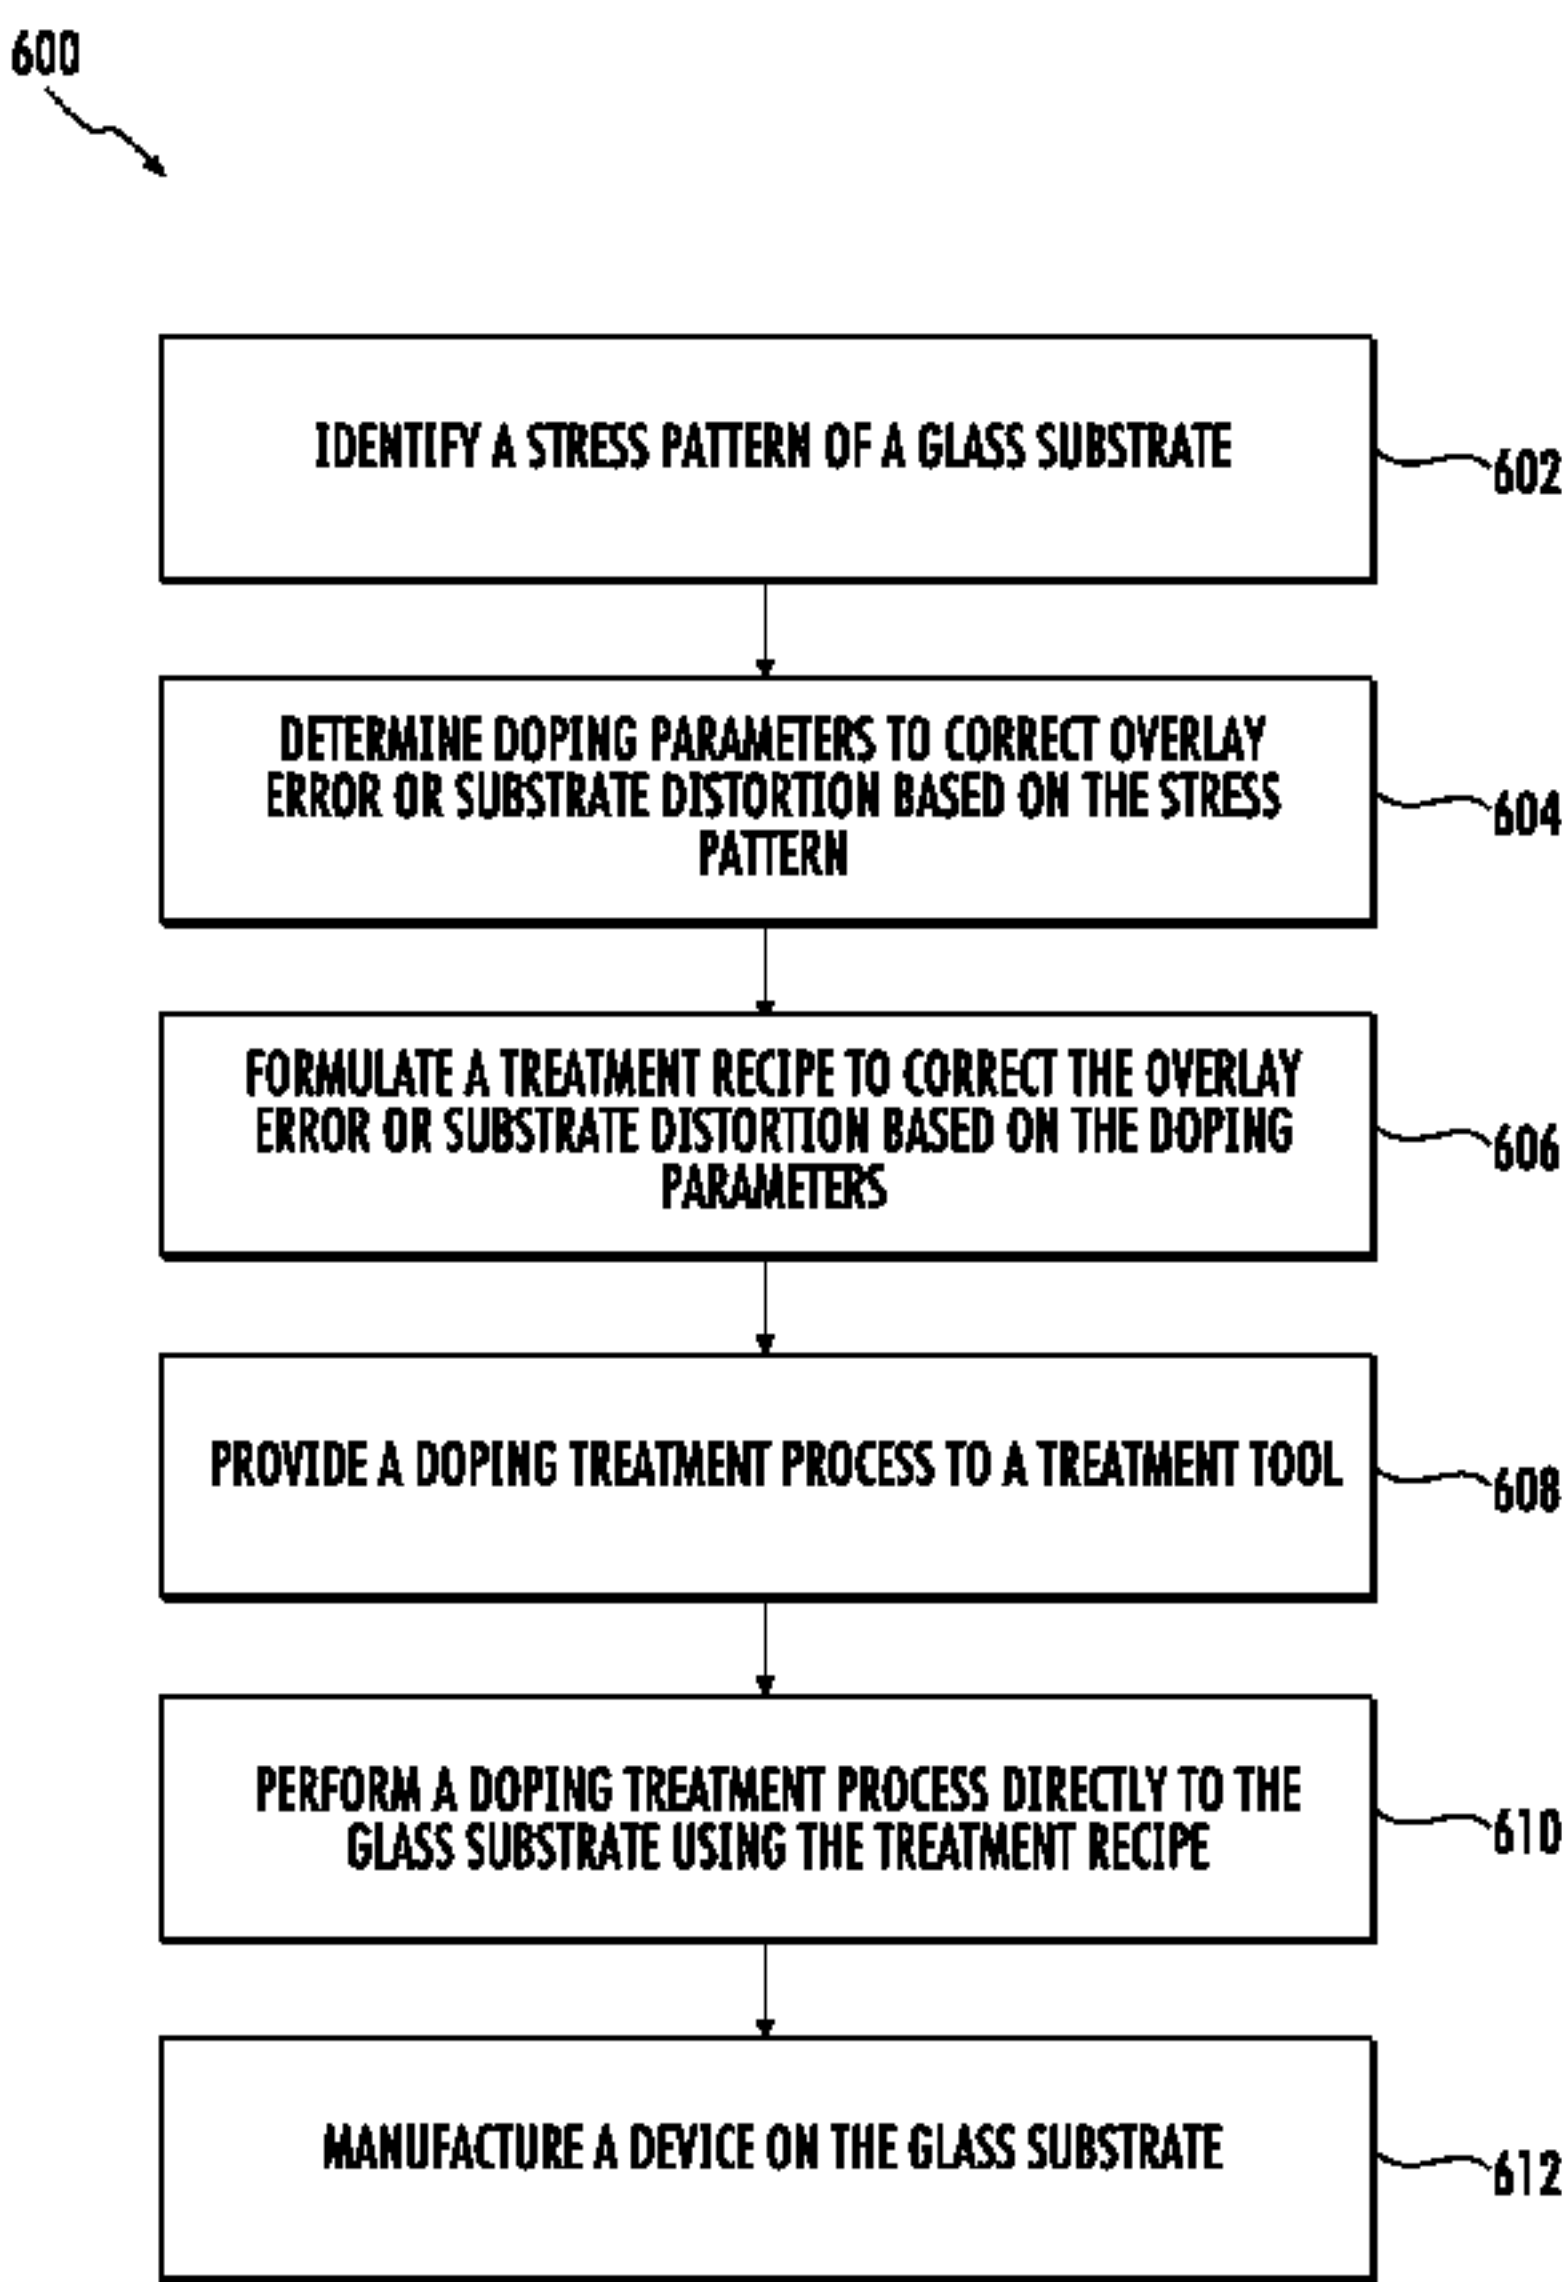 600
IDENTIFY A STRESS PATTERN OF A GLASS SUBSTRATE
602
DETERMINE DOPING PARAMETERS TO CORRECT OVERLAY
ERROR OR SUBSTRATE DISTORTION BASED ON THE STRESS
PATTERN
604
FORMULATE A TREATMENT RECIPE TO CORRECT THE OVERLAY
ERROR OR SUBSTRATE DISTORTION BASED ON THE DOPING
PARAMETERS
606
PROVIDE A DOPING TREATMENT PROCESS TO A TREATMENT TOOL
608
PERFORM A DOPING TREATMENT PROCESS DIRECTLY TO THE
GLASS SUBSTRATE USING THE TREATMENT RECIPE
610
MANUFACTURE A DEVICE ON THE GLASS SUBSTRATE
612